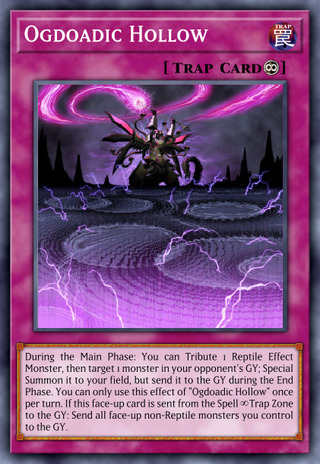 Ogdoadic Hollow
TRAP
罠
[Trap Card∞]
During the Main Phase: You can Tribute 1 Reptile Effect
Monster, then target 1 monster in your opponent's GY; Special
Summon it to your field, but send it to the GY during the End
Phase. You can only use this effect of "Ogdoadic Hollow" once
per turn. If this face-up card is sent from the Spell ∞Trap Zone
to the GY: Send all face-up non-Reptile monsters you control
to the GY.